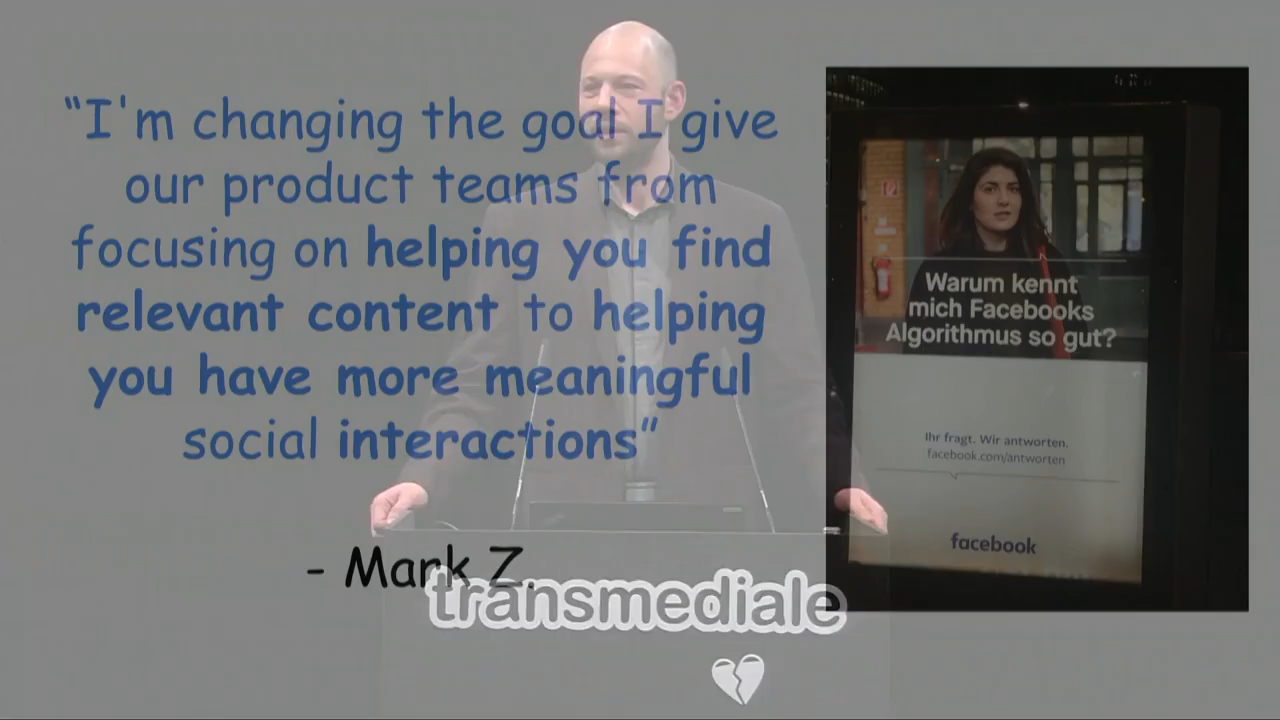 “I'm changing the goal I give
our product teams from
focusing on helping you find
relevant content to helping
you have more meaningful
social interactions”
- Mark Z.
Warum kennt
mich Facebooks
Algorithmus so gut?
Ihr fragt. Wir antworten.
facebook.com/antworten
facebook
transmediale